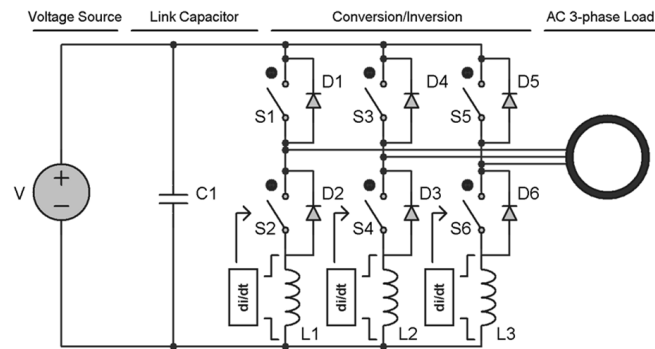 Voltage Source Link Capacitor Conversion/Inversion AC 3-phase Load
D1 D4 D5
S1 S3 S5
V + − C1
D2 D3 D6
S2 S4 S6
di/dt di/dt di/dt
L1 L2 L3